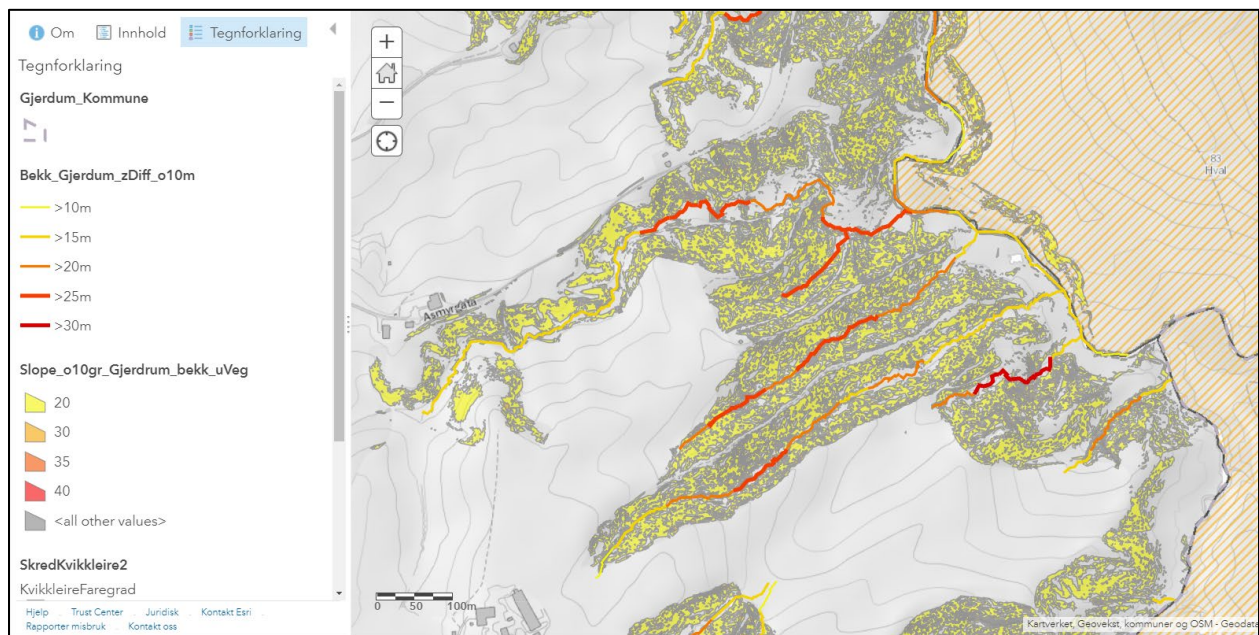 Om
Innhold
Tegnforklaring
Tegnforklaring
Gjerdum_Kommune
Bekk_Gjerdum_zDiff_o10m
>10m
>15m
>20m
>25m
>30m
Slope_o10gr_Gjerdrum_bekk_uVeg
20
30
35
40
<all other values>
SkredKvikkleire2
KvikkleireFaregrad
Hjelp . Trust Center . Juridisk . Kontakt Esri .
Rapporter misbruk . Kontakt oss
83
Hval
0 50 100m
Kartverket, Geovekst, kommuner og OSM - Geodata